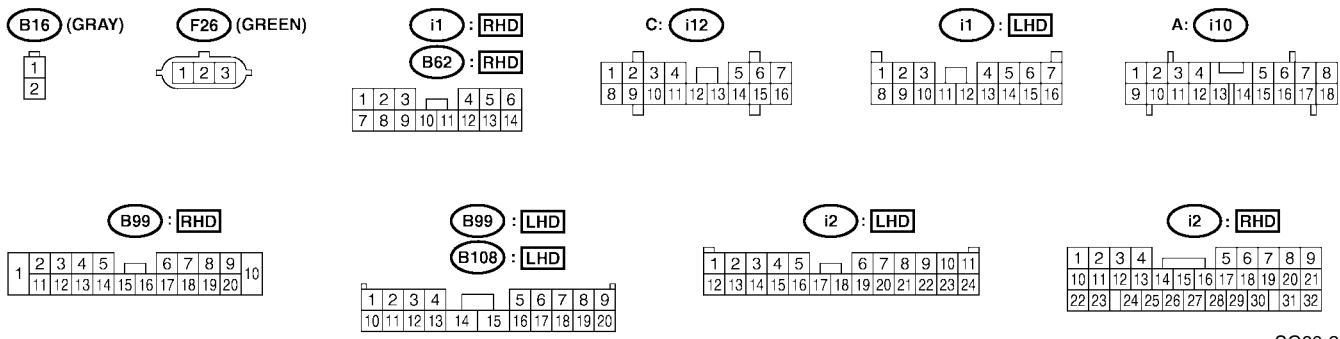 B16 (GRAY)
F26 (GREEN)
i1 : RHD
B62 : RHD
C: i12
i1 : LHD
A: i10
1
2
1 2 3
1 2 3 4 5 6
7 8 9 10 11 12 13 14
1 2 3 4 5 6 7
8 9 10 11 12 13 14 15 16
1 2 3 4 5 6 7
8 9 10 11 12 13 14 15 16
1 2 3 4 5 6 7 8
9 10 11 12 13 14 15 16 17 18
B99 : RHD
B99 : LHD
B108 : LHD
i2 : LHD
i2 : RHD
1 2 3 4 5 6 7 8 9 10
11 12 13 14 15 16 17 18 19 20
1 2 3 4 5 6 7 8 9
10 11 12 13 14 15 16 17 18 19 20
1 2 3 4 5 6 7 8 9 10 11
12 13 14 15 16 17 18 19 20 21 22 23 24
1 2 3 4 5 6 7 8 9
10 11 12 13 14 15 16 17 18 19 20 21
22 23 24 25 26 27 28 29 30 31 32